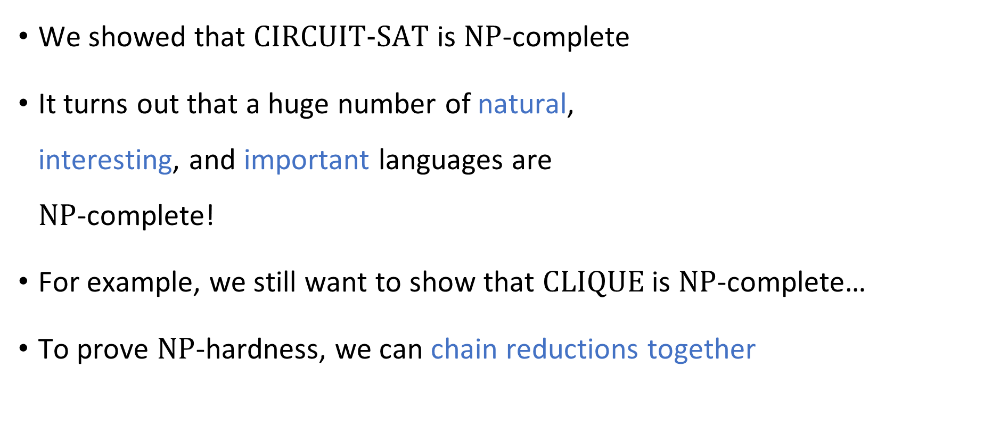 • We showed that CIRCUIT-SAT is NP-complete
• It turns out that a huge number of natural,
interesting, and important languages are
NP-complete!
• For example, we still want to show that CLIQUE is NP-complete…
• To prove NP-hardness, we can chain reductions together